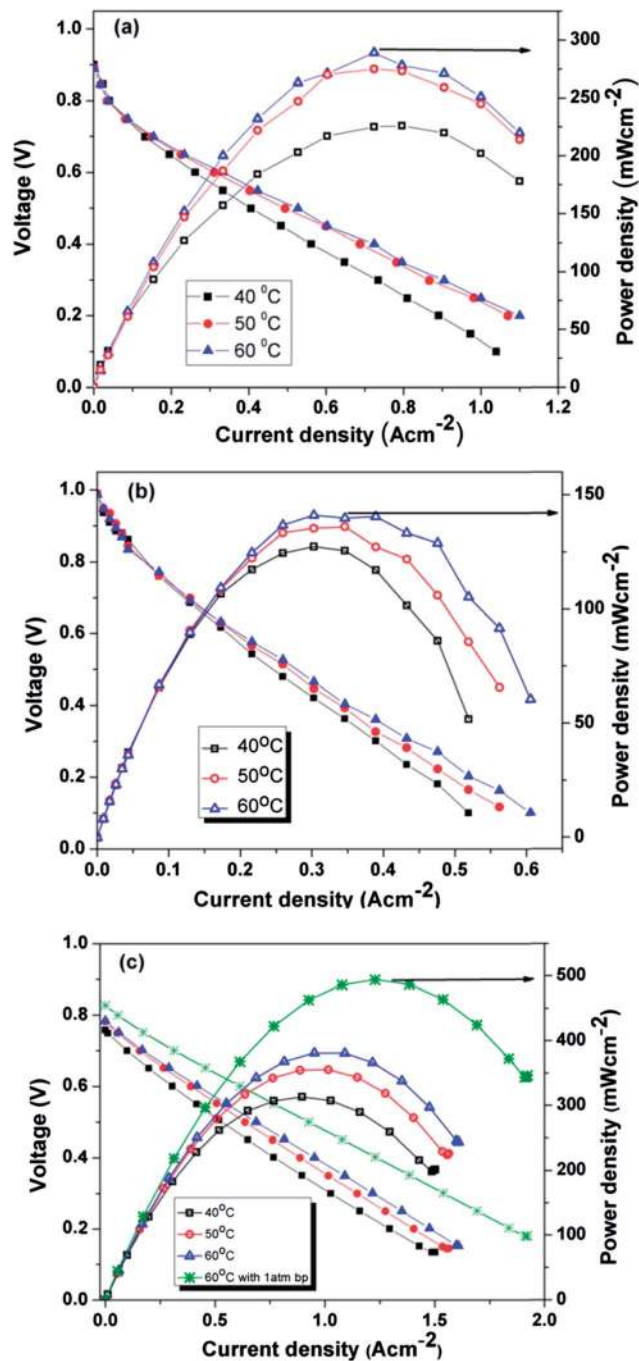 (a)
1.0
0.8
0.6
0.4
0.2
0.0
Voltage (V)
300
250
200
150
100
50
0
Power density (mWcm-2)
40 0C
50 0C
60 0C
0.0 0.2 0.4 0.6 0.8 1.0 1.2
Current density (Acm-2)
(b)
1.0
0.8
0.6
0.4
0.2
0.0
Voltage (V)
150
100
50
0
Power density (mWcm-2)
40OC
50OC
60OC
0.0 0.1 0.2 0.3 0.4 0.5 0.6
Current density (Acm-2)
(c)
1.0
0.8
0.6
0.4
0.2
0.0
Voltage (V)
500
400
300
200
100
0
Power density (mWcm-2)
40OC
50OC
60OC
60OC with 1atm bp
0.0 0.5 1.0 1.5 2.0
Current density (Acm-2)